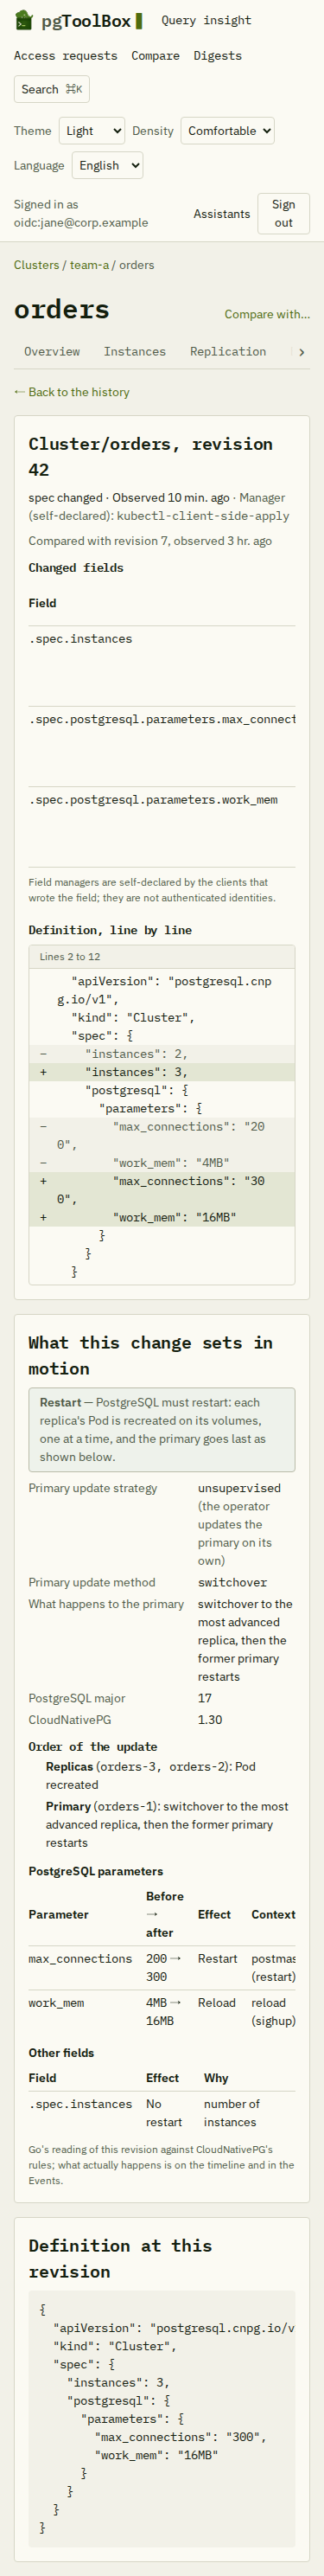 pgToolBox Query insight
Access requests Compare Digests
Search ⌘K
Theme Light Density Comfortable
Language English
Signed in as
oidc:jane@corp.example
Assistants
Sign
out
Clusters / team-a / orders
orders
Compare with…
Overview Instances Replication
← Back to the history
Cluster/orders, revision
42
spec changed · Observed 10 min. ago · Manager
(self-declared): kubectl-client-side-apply
Compared with revision 7, observed 3 hr. ago
Changed fields
Field
.spec.instances
.spec.postgresql.parameters.max_connect
.spec.postgresql.parameters.work_mem
Field managers are self-declared by the clients that
wrote the field; they are not authenticated identities.
Definition, line by line
Lines 2 to 12
"apiVersion": "postgresql.cnp
g.io/v1",
"kind": "Cluster",
"spec": {
− "instances": 2,
+ "instances": 3,
"postgresql": {
"parameters": {
− "max_connections": "20
0",
− "work_mem": "4MB"
+ "max_connections": "30
0",
+ "work_mem": "16MB"
}
}
}
What this change sets in
motion
Restart — PostgreSQL must restart: each
replica's Pod is recreated on its volumes,
one at a time, and the primary goes last as
shown below.
Primary update strategy unsupervised
(the operator
updates the
primary on its
own)
Primary update method switchover
What happens to the primary switchover to the
most advanced
replica, then the
former primary
restarts
PostgreSQL major 17
CloudNativePG 1.30
Order of the update
Replicas (orders-3, orders-2): Pod
recreated
Primary (orders-1): switchover to the most
advanced replica, then the former primary
restarts
PostgreSQL parameters
Parameter Before → after Effect Context
max_connections 200 → 300 Restart postmas (restart)
work_mem 4MB → 16MB Reload reload (sighup)
Other fields
Field Effect Why
.spec.instances No restart number of instances
Go's reading of this revision against CloudNativePG's
rules; what actually happens is on the timeline and in the
Events.
Definition at this
revision
{
"apiVersion": "postgresql.cnpg.io/v
"kind": "Cluster",
"spec": {
"instances": 3,
"postgresql": {
"parameters": {
"max_connections": "300",
"work_mem": "16MB"
}
}
}
}